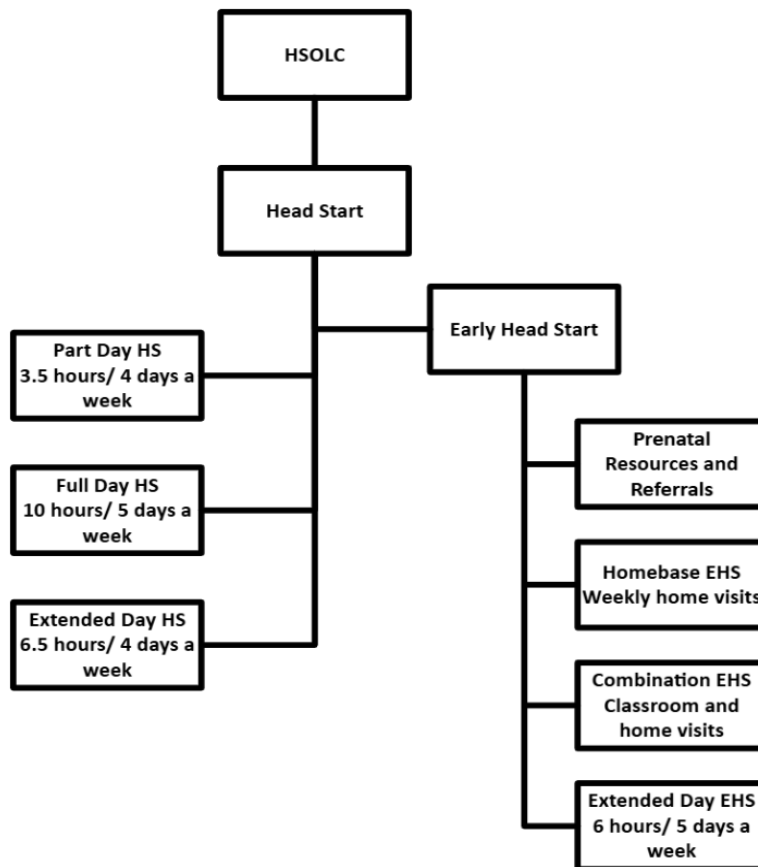 HSOLC
Head Start
Early Head Start
Part Day HS
3.5 hours/ 4 days a
week
Full Day HS
10 hours/ 5 days a
week
Extended Day HS
6.5 hours/ 4 days a
week
Prenatal
Resources and
Referrals
Homebase EHS
Weekly home visits
Combination EHS
Classroom and
home visits
Extended Day EHS
6 hours/ 5 days a
week